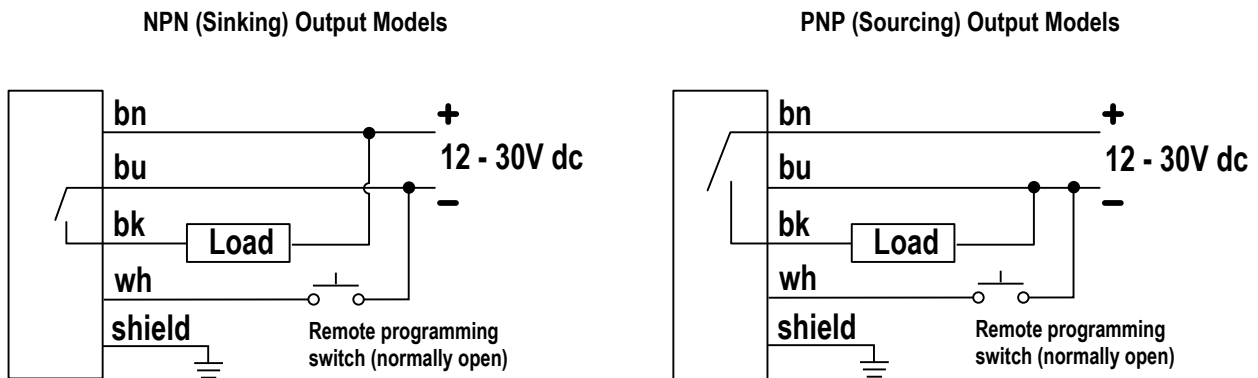 NPN (Sinking) Output Models
bn
+
12 - 30V dc
bu
–
bk
Load
wh
shield
Remote programming
switch (normally open)
PNP (Sourcing) Output Models
bn
+
12 - 30V dc
bu
–
bk
Load
wh
shield
Remote programming
switch (normally open)